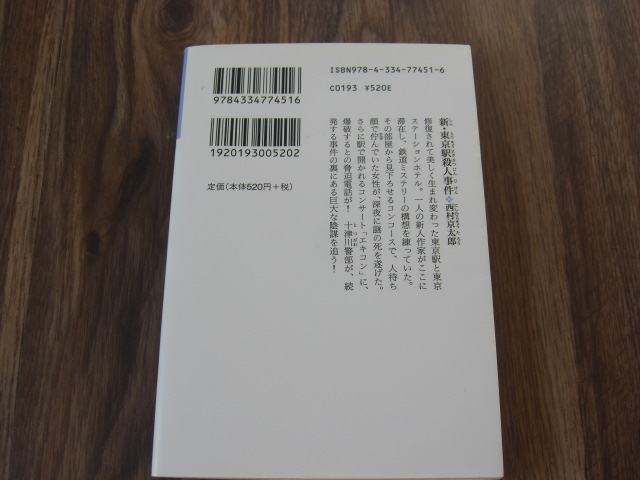 ISBN978-4-334-77451-6
C0193 ¥520E
9784334774516
1920193005202
定価(本体520円+税)
新・東京駅殺人事件 西村京太郎
修復されて美しく生まれ変わった東京駅と東京
ステーションホテル。一人の新人作家がここに
滞在し、鉄道ミステリーの構想を練っていた。
その部屋から見下ろせるコンコースで、人待ち
顔で佇んでいた女性が、深夜に謎の死を遂げた。
さらに駅で開かれるコンサート「エキコン」に、
爆破するとの脅迫電話が! 十津川警部が、続
発する事件の裏にある巨大な陰謀を追う!